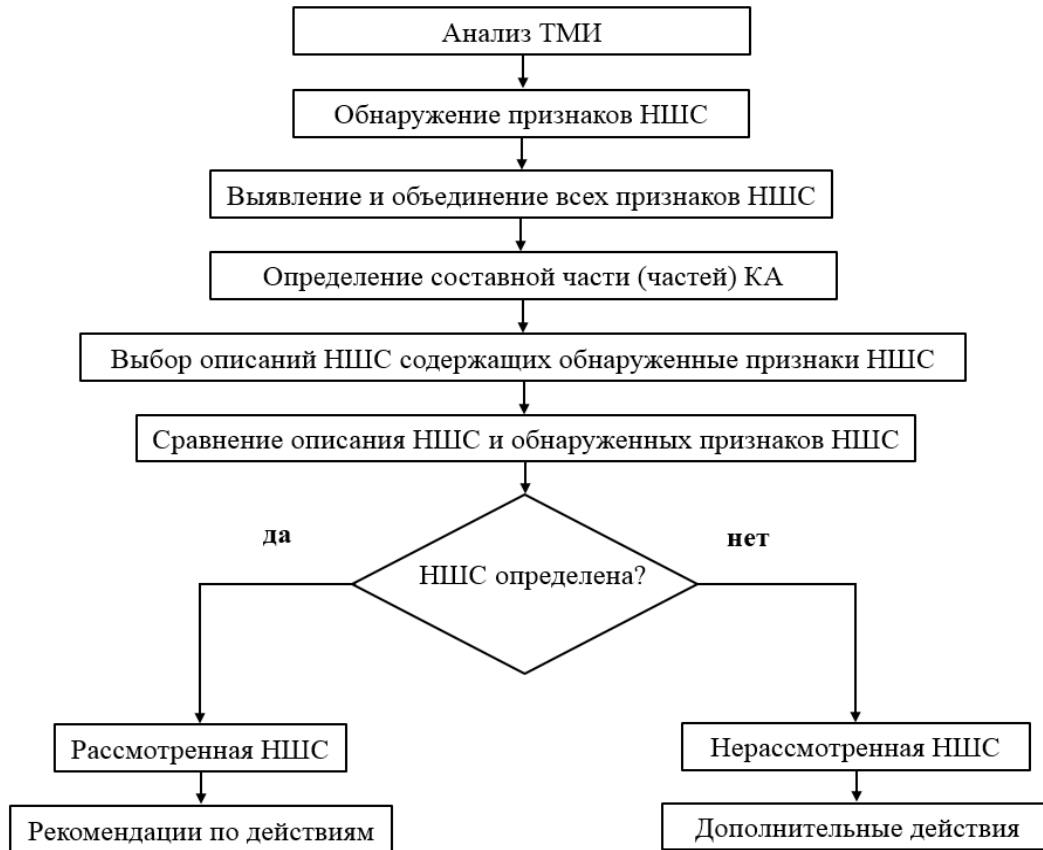 Анализ ТМИ
Обнаружение признаков НШС
Выявление и объединение всех признаков НШС
Определение составной части (частей) КА
Выбор описаний НШС содержащих обнаруженные признаки НШС
Сравнение описания НШС и обнаруженных признаков НШС
да
нет
НШС определена?
Рассмотренная НШС
Нерассмотренная НШС
Рекомендации по действиям
Дополнительные действия